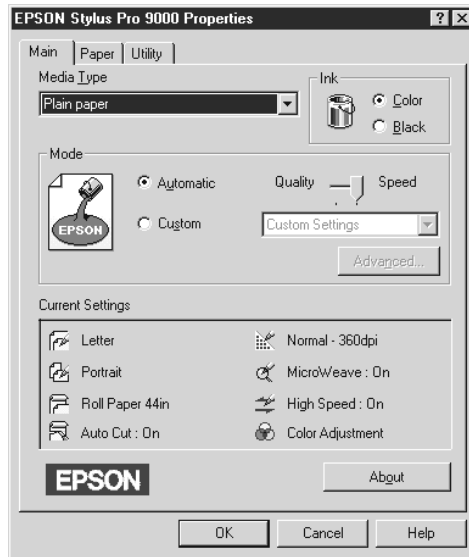 EPSON Stylus Pro 9000 Properties
Main Paper Utility
Media Type
Plain paper
Ink
Color
Black
Mode
EPSON
Automatic
Custom
Quality Speed
Custom Settings
Advanced...
Current Settings
Letter
Portrait
Roll Paper 44in
Auto Cut : On
Normal - 360dpi
MicroWeave : On
High Speed : On
Color Adjustment
EPSON
About
OK Cancel Help